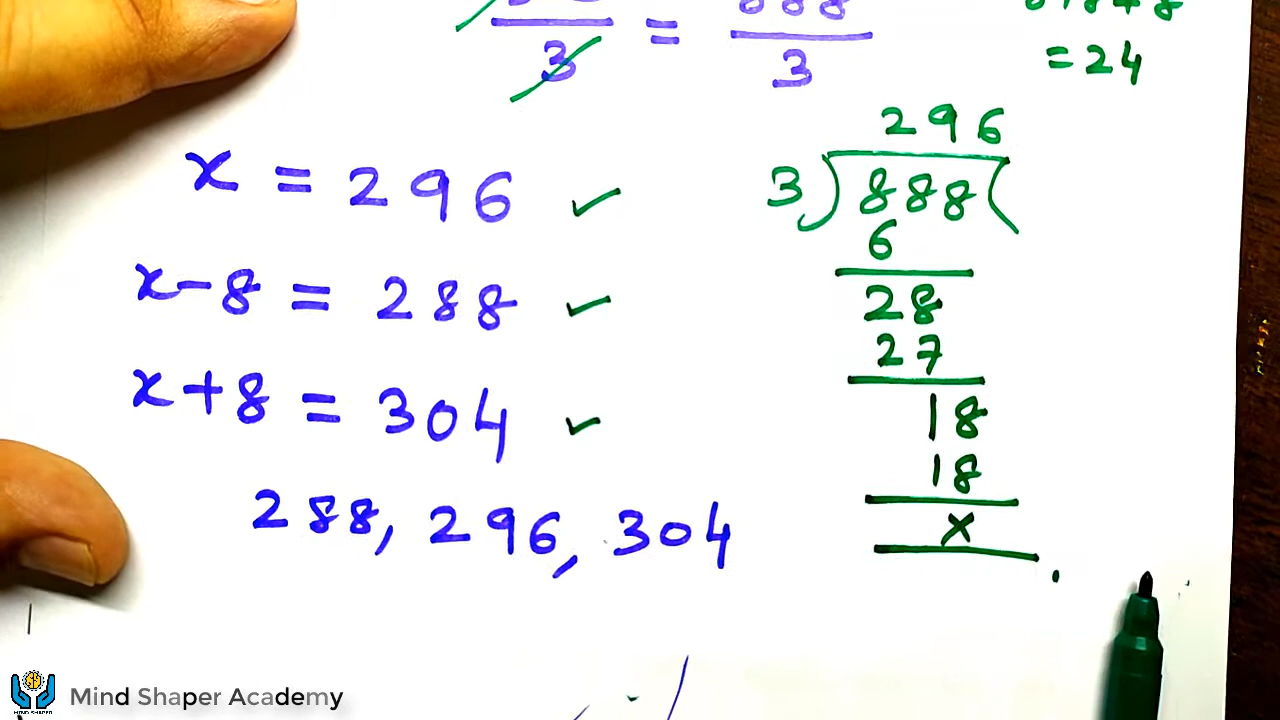 3 = 888
3
= 24
x = 296 ✓
x-8 = 288 ✓
x+8 = 304 ✓
288, 296, 304
296
3)888(
6
28
27
18
18
x
Mind Shaper Academy